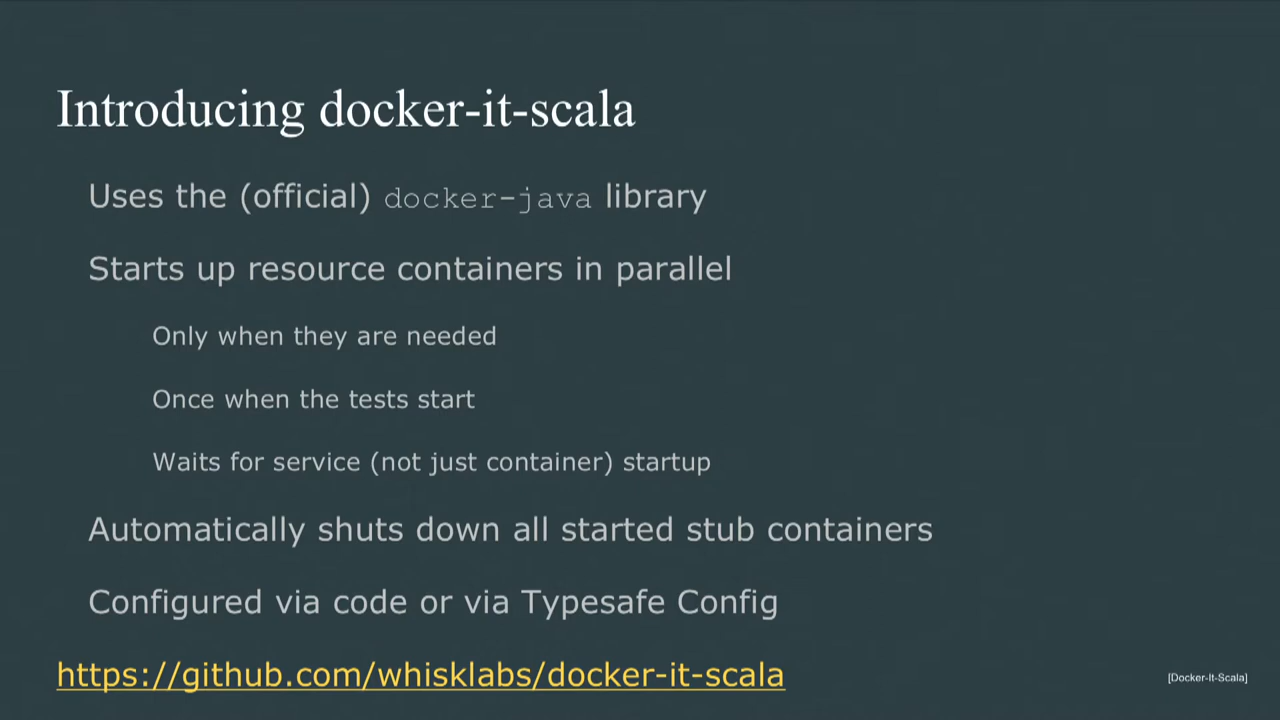 Introducing docker-it-scala
Uses the (official) docker-java library
Starts up resource containers in parallel
Only when they are needed
Once when the tests start
Waits for service (not just container) startup
Automatically shuts down all started stub containers
Configured via code or via Typesafe Config
https://github.com/whisklabs/docker-it-scala
[Docker-It-Scala]